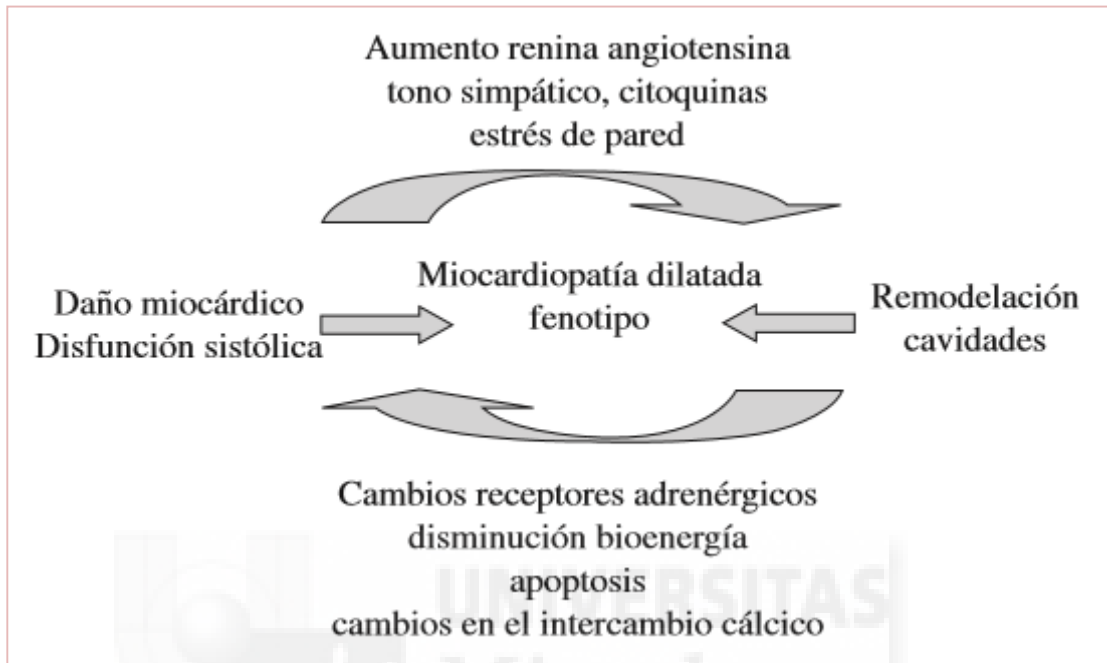 Aumento renina angiotensina
tono simpático, citoquinas
estrés de pared
Daño miocárdico
Disfunción sistólica
Miocardiopatía dilatada
fenotipo
Remodelación
cavidades
Cambios receptores adrenérgicos
disminución bioenergía
apoptosis
cambios en el intercambio cálcico
UNIVERSITAS